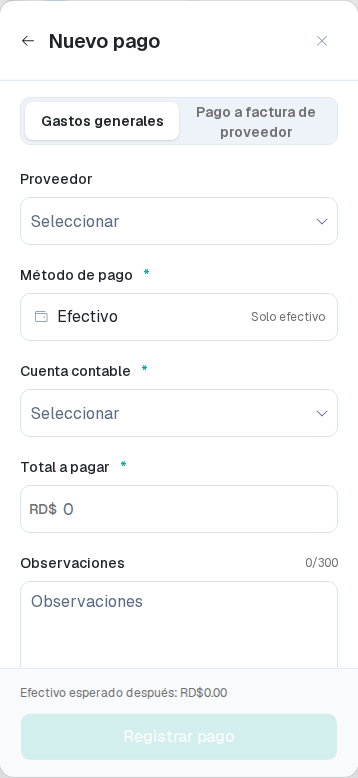 Nuevo pago
Gastos generales
Pago a factura de
proveedor
Proveedor
Seleccionar
Método de pago *
Efectivo
Solo efectivo
Cuenta contable *
Seleccionar
Total a pagar *
RD$ 0
Observaciones
0/300
Observaciones
Efectivo esperado después: RD$0.00
Registrar pago